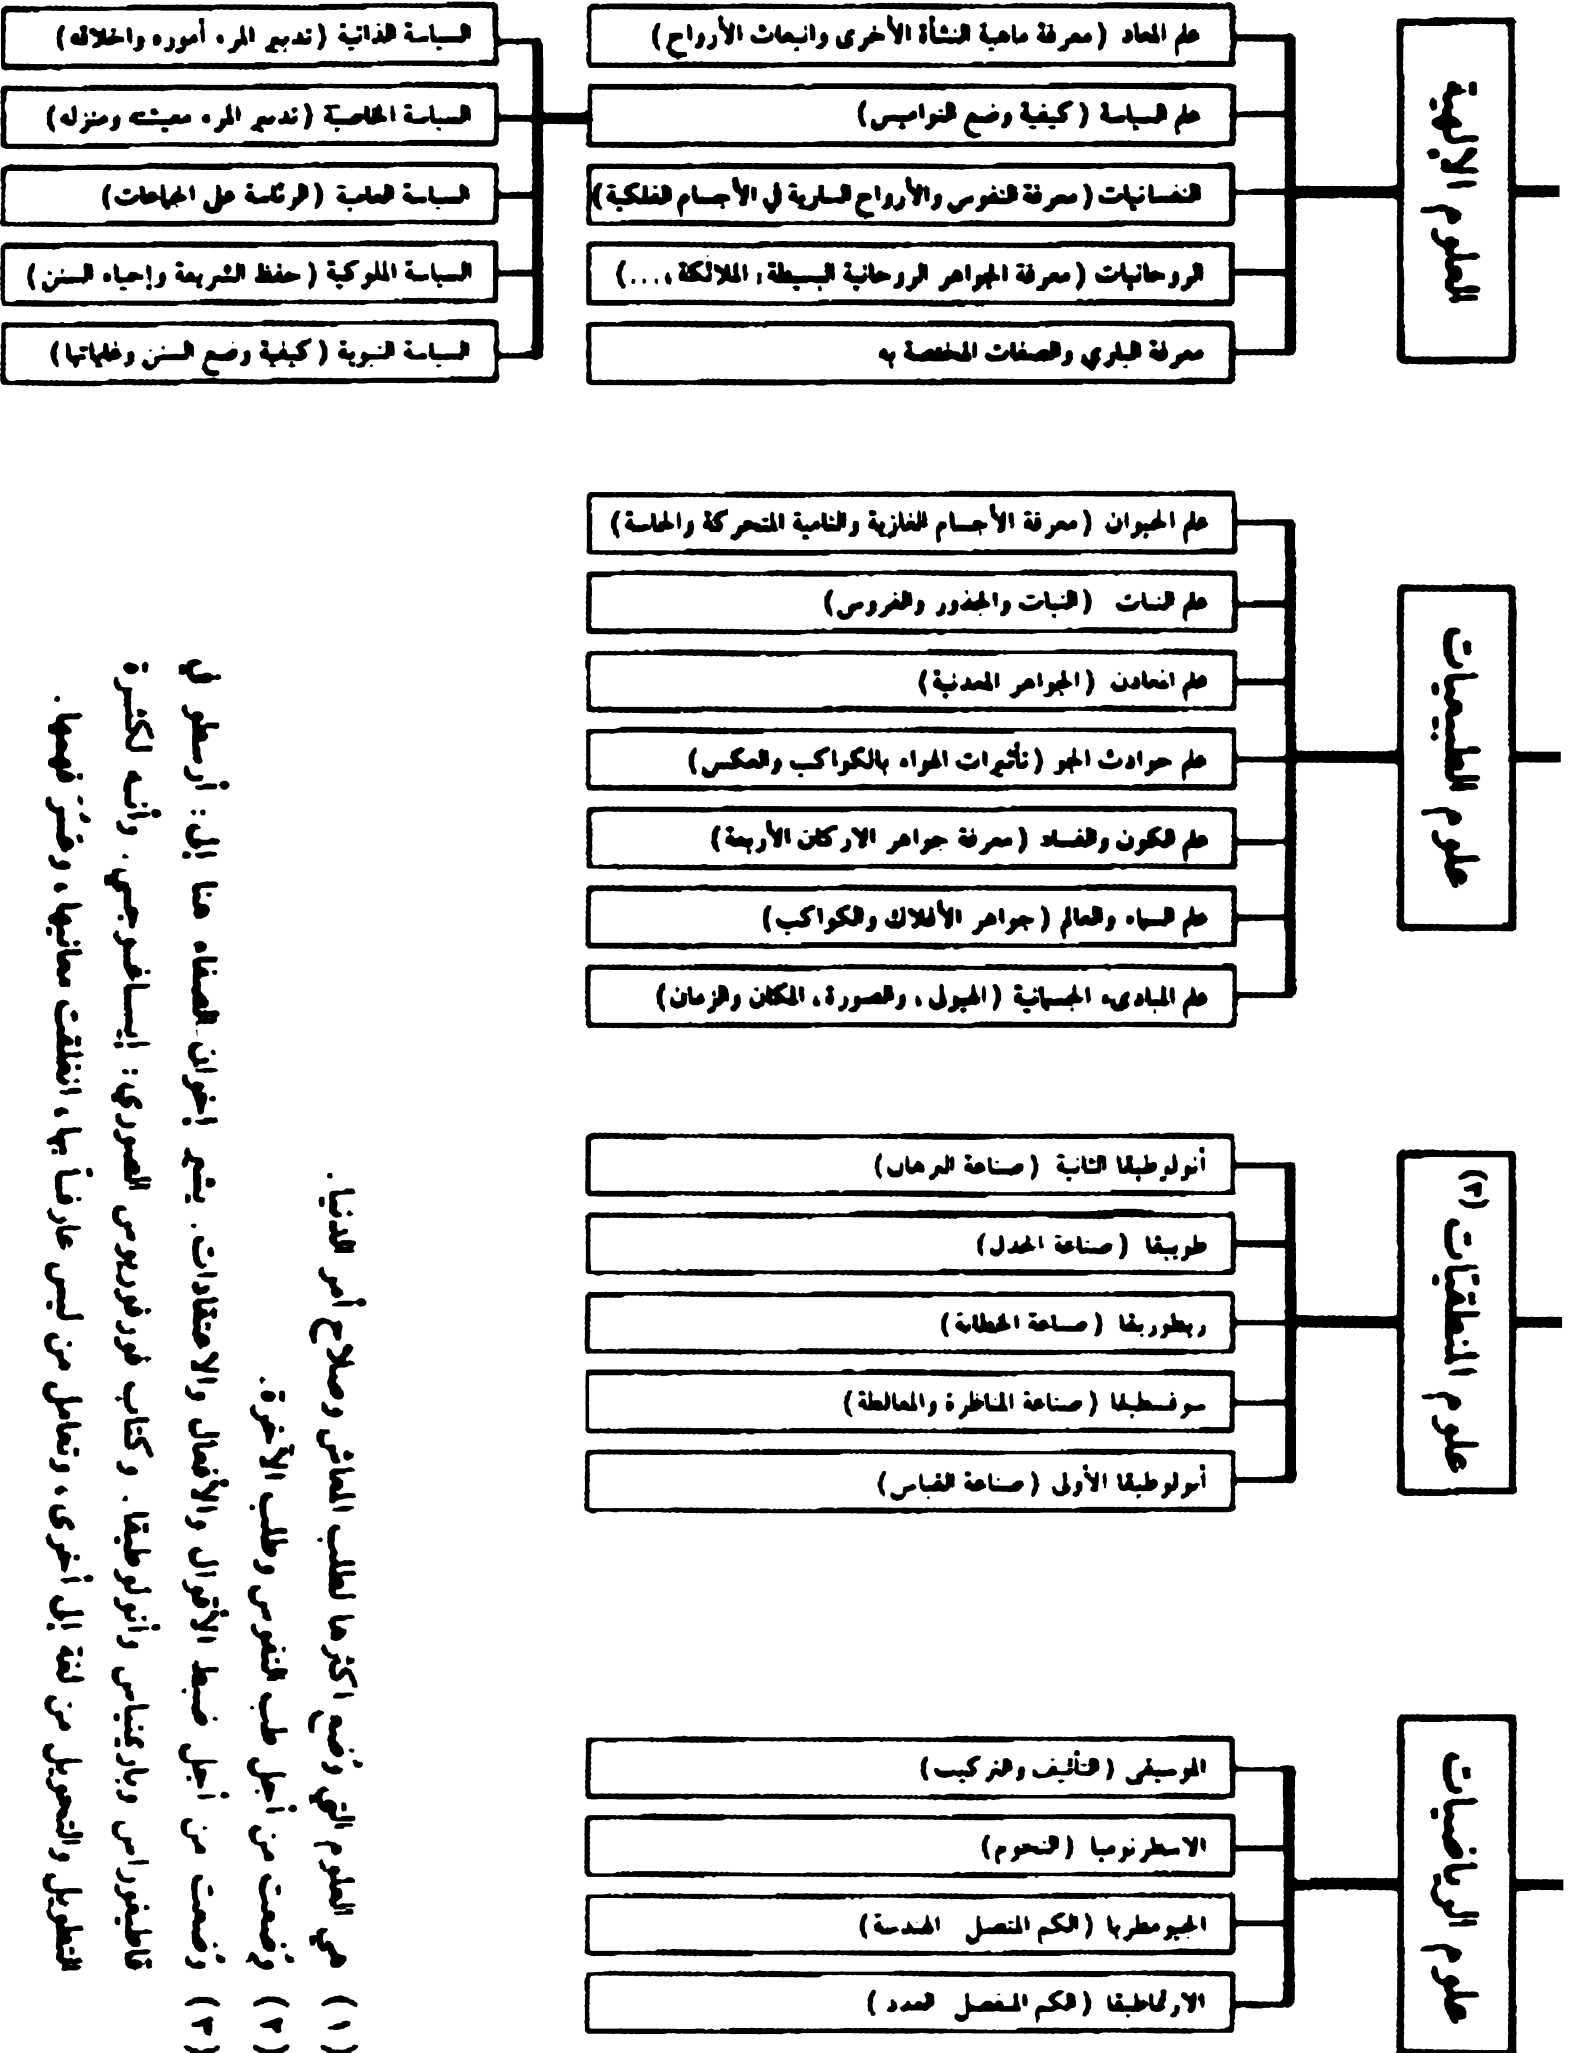 العلوم الإلهية
علم المعاد (معرفة ماهية النشأة الأخرى وانبعاث الأرواح)
علم السياسة (كيفية وضع النواميس)
السياسة الذاتية (تدبير المرء أموره واخلاقه)
السياسة الخاصية (تدبير المرء معيشته ومنزله)
السياسة العامية (الرئاسة على الجماعات)
السياسة الملوكية (حفظ الشريعة وإحياء السنن)
السياسة النبوية (كيفية وضع السنن وغاياتها)
النفسانيات (معرفة النفوس والأرواح السارية في الأجسام الفلكية)
الروحانيات (معرفة الجواهر الروحانية البسيطة، الملائكة،...)
معرفة الباري والصفات المختصة به
علوم الطبيعيات
علم الحيوان (معرفة الأجسام الغازية والنامية المتحركة والحاسة)
علم النبات (النبات والجذور والغروس)
علم المعادن (الجواهر المعدنية)
علم حوادث الجو (تأثيرات الهواء بالكواكب والعكس)
علم الكون والفساد (معرفة جواهر الاركان الأربعة)
علم السماء والعالم (جواهر الأفلاك والكواكب)
علم المبادىء الجسمانية (الهيولى، والصورة، المكان والزمان)
علوم المنطقيّات (٣)
أنولوطيقا الثانية (صناعة البرهان)
طوبيقا (صناعة الجدل)
ريطوريقا (صناعة الخطابة)
سوفسطيقا (صناعة المناظرة والمغالطة)
أنولوطيقا الأولى (صناعة القياس)
علوم الرياضيات
الموسيقى (التأليف والتركيب)
الاسطرنوميا (النجوم)
الجيومطريا (الكم المتصل الهندسة)
الارثماطيقا (الكم المنفصل العدد)
(١) هي العلوم التي وُضع اكثرها لطلب المعاش وصلاح أمر الدنيا.
(٢) وُضعت من أجل طب النفوس وطلب الآخرة.
(٣) وُضعت من أجل ضبط الأقوال والأفعال والاعتقادات. يشير إخوان الصفاء هنا إلى: أرسطو في
قاطيغوراس وباريمنياس وأنولوطيقا. وكتاب فورفوريوس الصوري: إيساغوجي. وأنه لكثرة
التطويل والتحويل من لغة إلى أخرى، وتعامل من ليس عارفاً بها، انغلقت معانيها، وعَسُرَ فهمها.